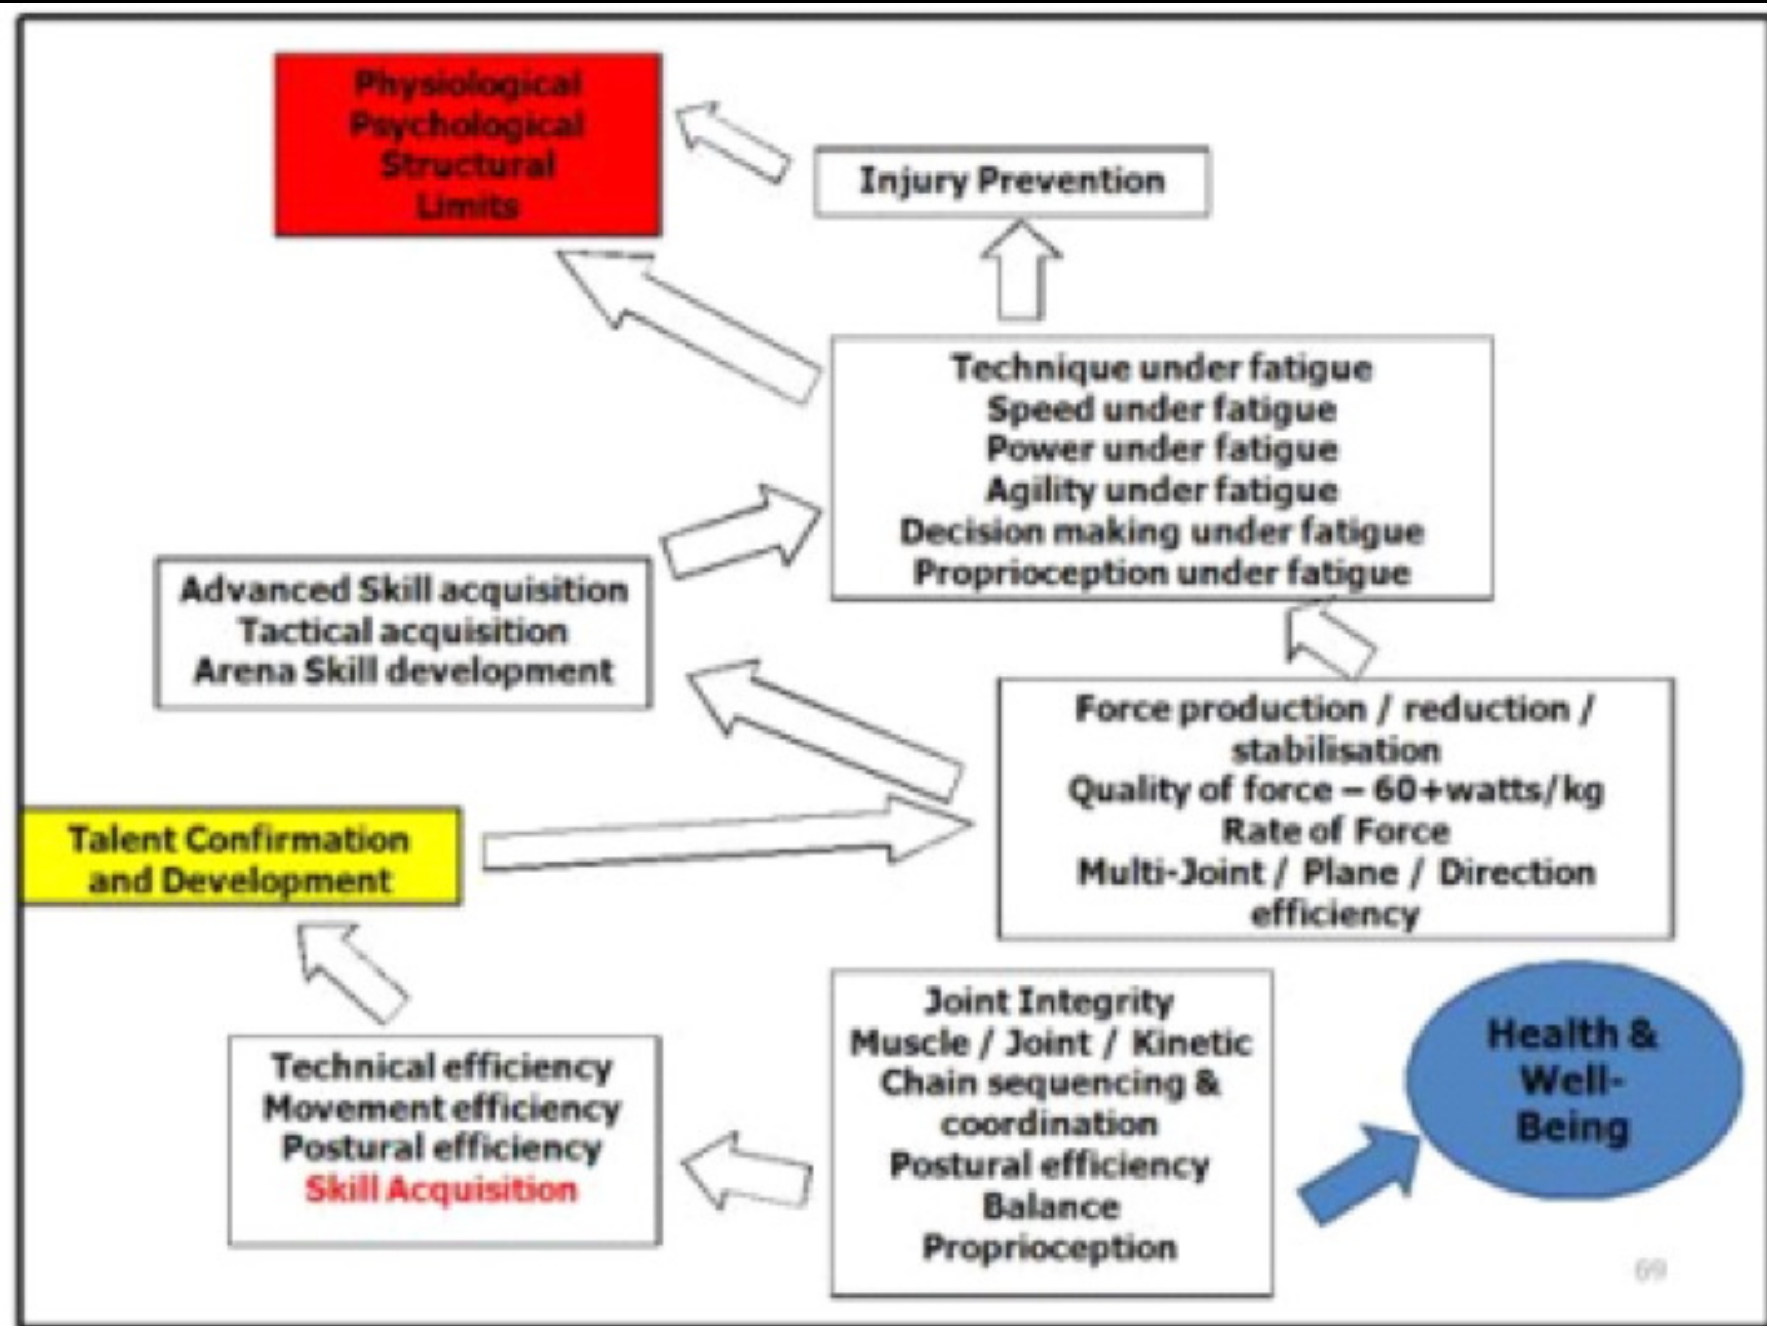 Physiological
Psychological
Structural
Limits
Injury Prevention
Technique under fatigue
Speed under fatigue
Power under fatigue
Agility under fatigue
Decision making under fatigue
Proprioception under fatigue
Advanced Skill acquisition
Tactical acquisition
Arena Skill development
Force production / reduction /
stabilisation
Quality of force – 60+watts/kg
Rate of Force
Multi-Joint / Plane / Direction
efficiency
Talent Confirmation
and Development
Technical efficiency
Movement efficiency
Postural efficiency
Skill Acquisition
Joint Integrity
Muscle / Joint / Kinetic
Chain sequencing &
coordination
Postural efficiency
Balance
Proprioception
Health &
Well-
Being
69